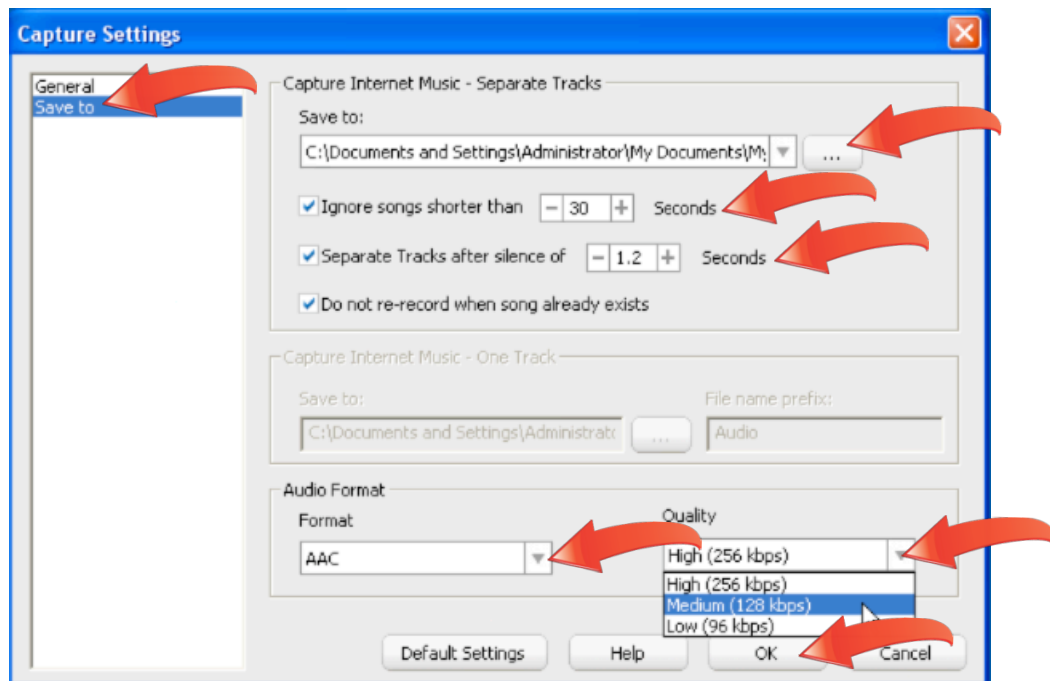 Capture Settings
General
Save to
Capture Internet Music - Separate Tracks
Save to:
C:\Documents and Settings\Administrator\My Documents\My
...
Ignore songs shorter than - 30 + Seconds
Separate Tracks after silence of - 1.2 + Seconds
Do not re-record when song already exists
Capture Internet Music - One Track
Save to: File name prefix:
C:\Documents and Settings\Administratc ... Audio
Audio Format
Format Quality
AAC High (256 kbps)
High (256 kbps)
Medium (128 kbps)
Low (96 kbps)
Default Settings Help OK Cancel